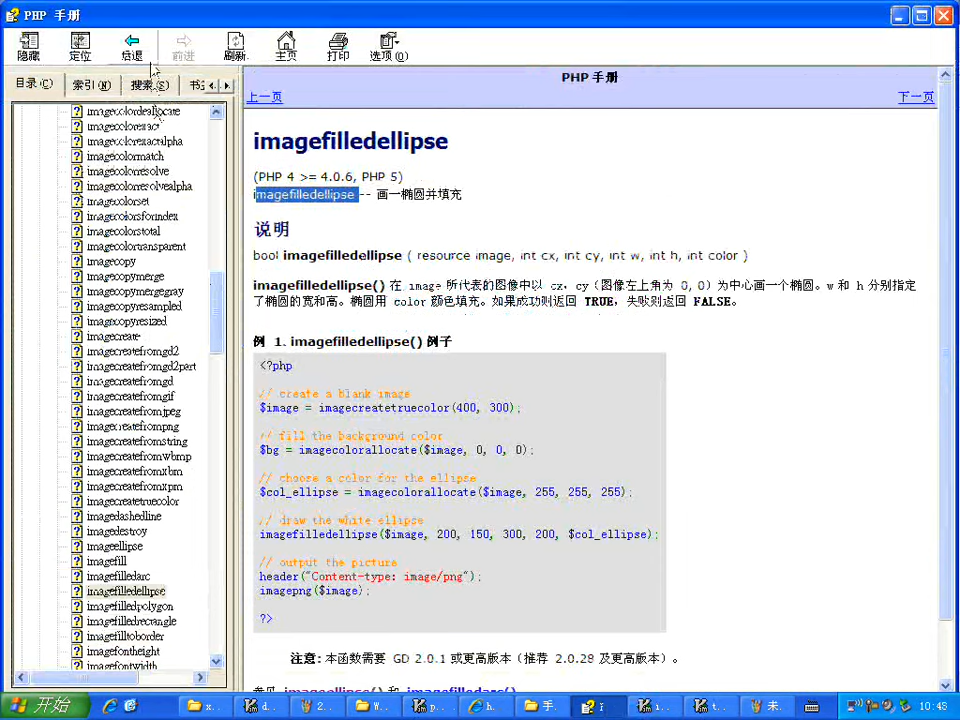 PHP 手册
隐藏 定位 后退 前进 刷新 主页 打印 选项(O)
目录(C) 索引(N) 搜索(S)
imagecolordeallocate
imagecolorexact
imagecolorexactalpha
imagecolormatch
imagecolorresolve
imagecolorresolvealpha
imagecolorset
imagecolorsforindex
imagecolorstotal
imagecolortransparent
imagecopy
imagecopymerge
imagecopymergegray
imagecopyresampled
imagecopyresized
imagecreate
imagecreatefromgd2
imagecreatefromgd2part
imagecreatefromgd
imagecreatefromgif
imagecreatefromjpeg
imagecreatefrompng
imagecreatefromstring
imagecreatefromwbmp
imagecreatefromxbm
imagecreatefromxpm
imagecreatetruecolor
imagedashedline
imagedestroy
imageellipse
imagefill
imagefilledarc
imagefilledellipse
imagefilledpolygon
imagefilledrectangle
imagefilltoborder
imagefontheight
imagefontwidth
PHP 手册
上一页 下一页
imagefilledellipse
(PHP 4 >= 4.0.6, PHP 5)
imagefilledellipse -- 画一椭圆并填充
说明
bool imagefilledellipse ( resource image, int cx, int cy, int w, int h, int color )
imagefilledellipse() 在 image 所代表的图像中以 cx, cy（图像左上角为 0, 0）为中心画一个椭圆。w 和 h 分别指定
了椭圆的宽和高。椭圆用 color 颜色填充。如果成功则返回 TRUE，失败则返回 FALSE。
例 1. imagefilledellipse() 例子
<?php
// create a blank image
$image = imagecreatetruecolor(400, 300);
// fill the background color
$bg = imagecolorallocate($image, 0, 0, 0);
// choose a color for the ellipse
$col_ellipse = imagecolorallocate($image, 255, 255, 255);
// draw the white ellipse
imagefilledellipse($image, 200, 150, 300, 200, $col_ellipse);
// output the picture
header("Content-type: image/png");
imagepng($image);
?>
注意: 本函数需要 GD 2.0.1 或更高版本（推荐 2.0.28 及更高版本）。
参见 imageellipse() 和 imagefilledarc()
开始 x... d... 2... W... p... h... 手... i... t... 未... 10:48